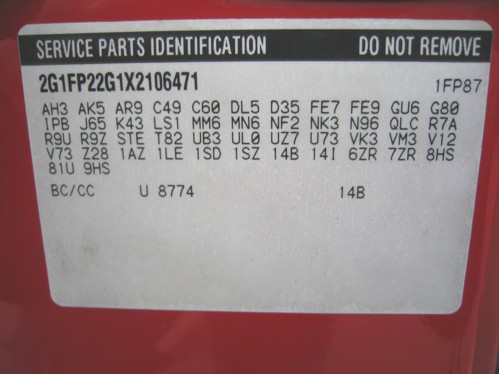 SERVICE PARTS IDENTIFICATION DO NOT REMOVE
2G1FP22G1X2106471 1FP87
AH3 AK5 AR9 C49 C60 DL5 D35 FE7 FE9 GU6 G80
1PB J65 K43 LS1 MM6 MN6 NF2 NK3 N96 QLC R7A
R9U R9Z STE T82 UB3 UL0 UZ7 U73 VK3 VM3 V12
V73 Z28 1AZ 1LE 1SD 1SZ 14B 14I 6ZR 7ZR 8HS
81U 9HS
BC/CC U 8774 14B